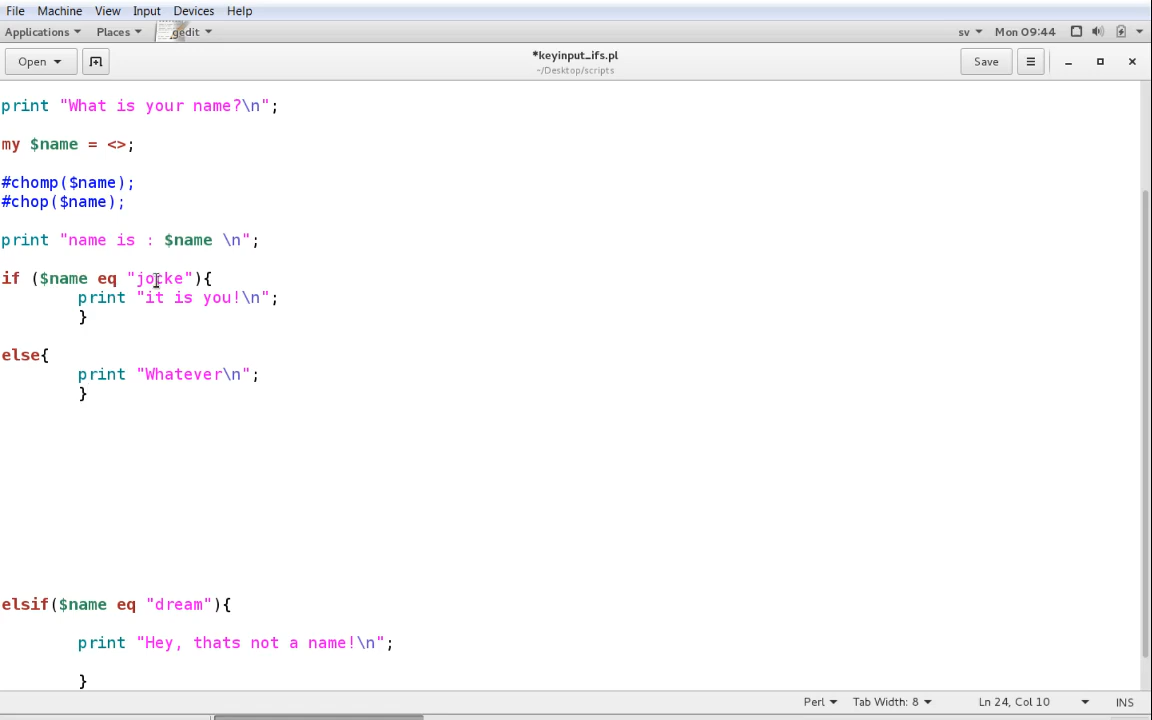 File Machine View Input Devices Help
Applications Places gedit sv Mon 09:44
Open *keyinput_ifs.pl Save
~/Desktop/scripts
print "What is your name?\n";
my $name = <>;
#chomp($name);
#chop($name);
print "name is : $name \n";
if ($name eq "jocke"){
print "it is you!\n";
}
else{
print "Whatever\n";
}
elsif($name eq "dream"){
print "Hey, thats not a name!\n";
}
Perl Tab Width: 8 Ln 24, Col 10 INS